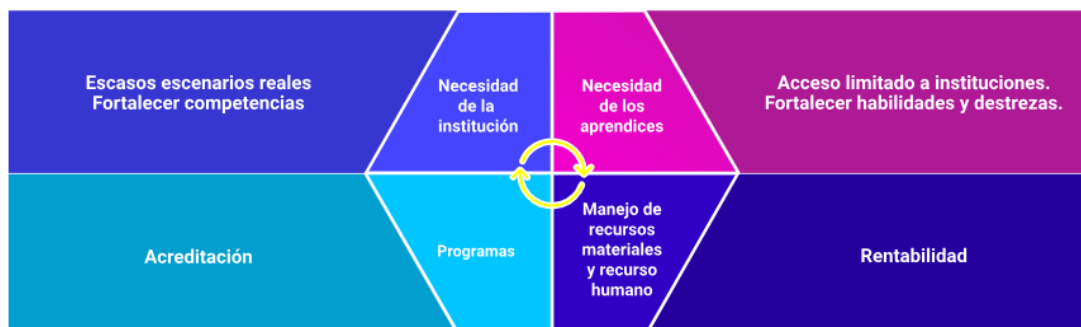 Escasos escenarios reales
Fortalecer competencias
Necesidad
de la
institución
Necesidad
de los
aprendices
Acceso limitado a instituciones.
Fortalecer habilidades y destrezas.
Acreditación
Programas
Manejo de
recursos
materiales
y recurso
humano
Rentabilidad